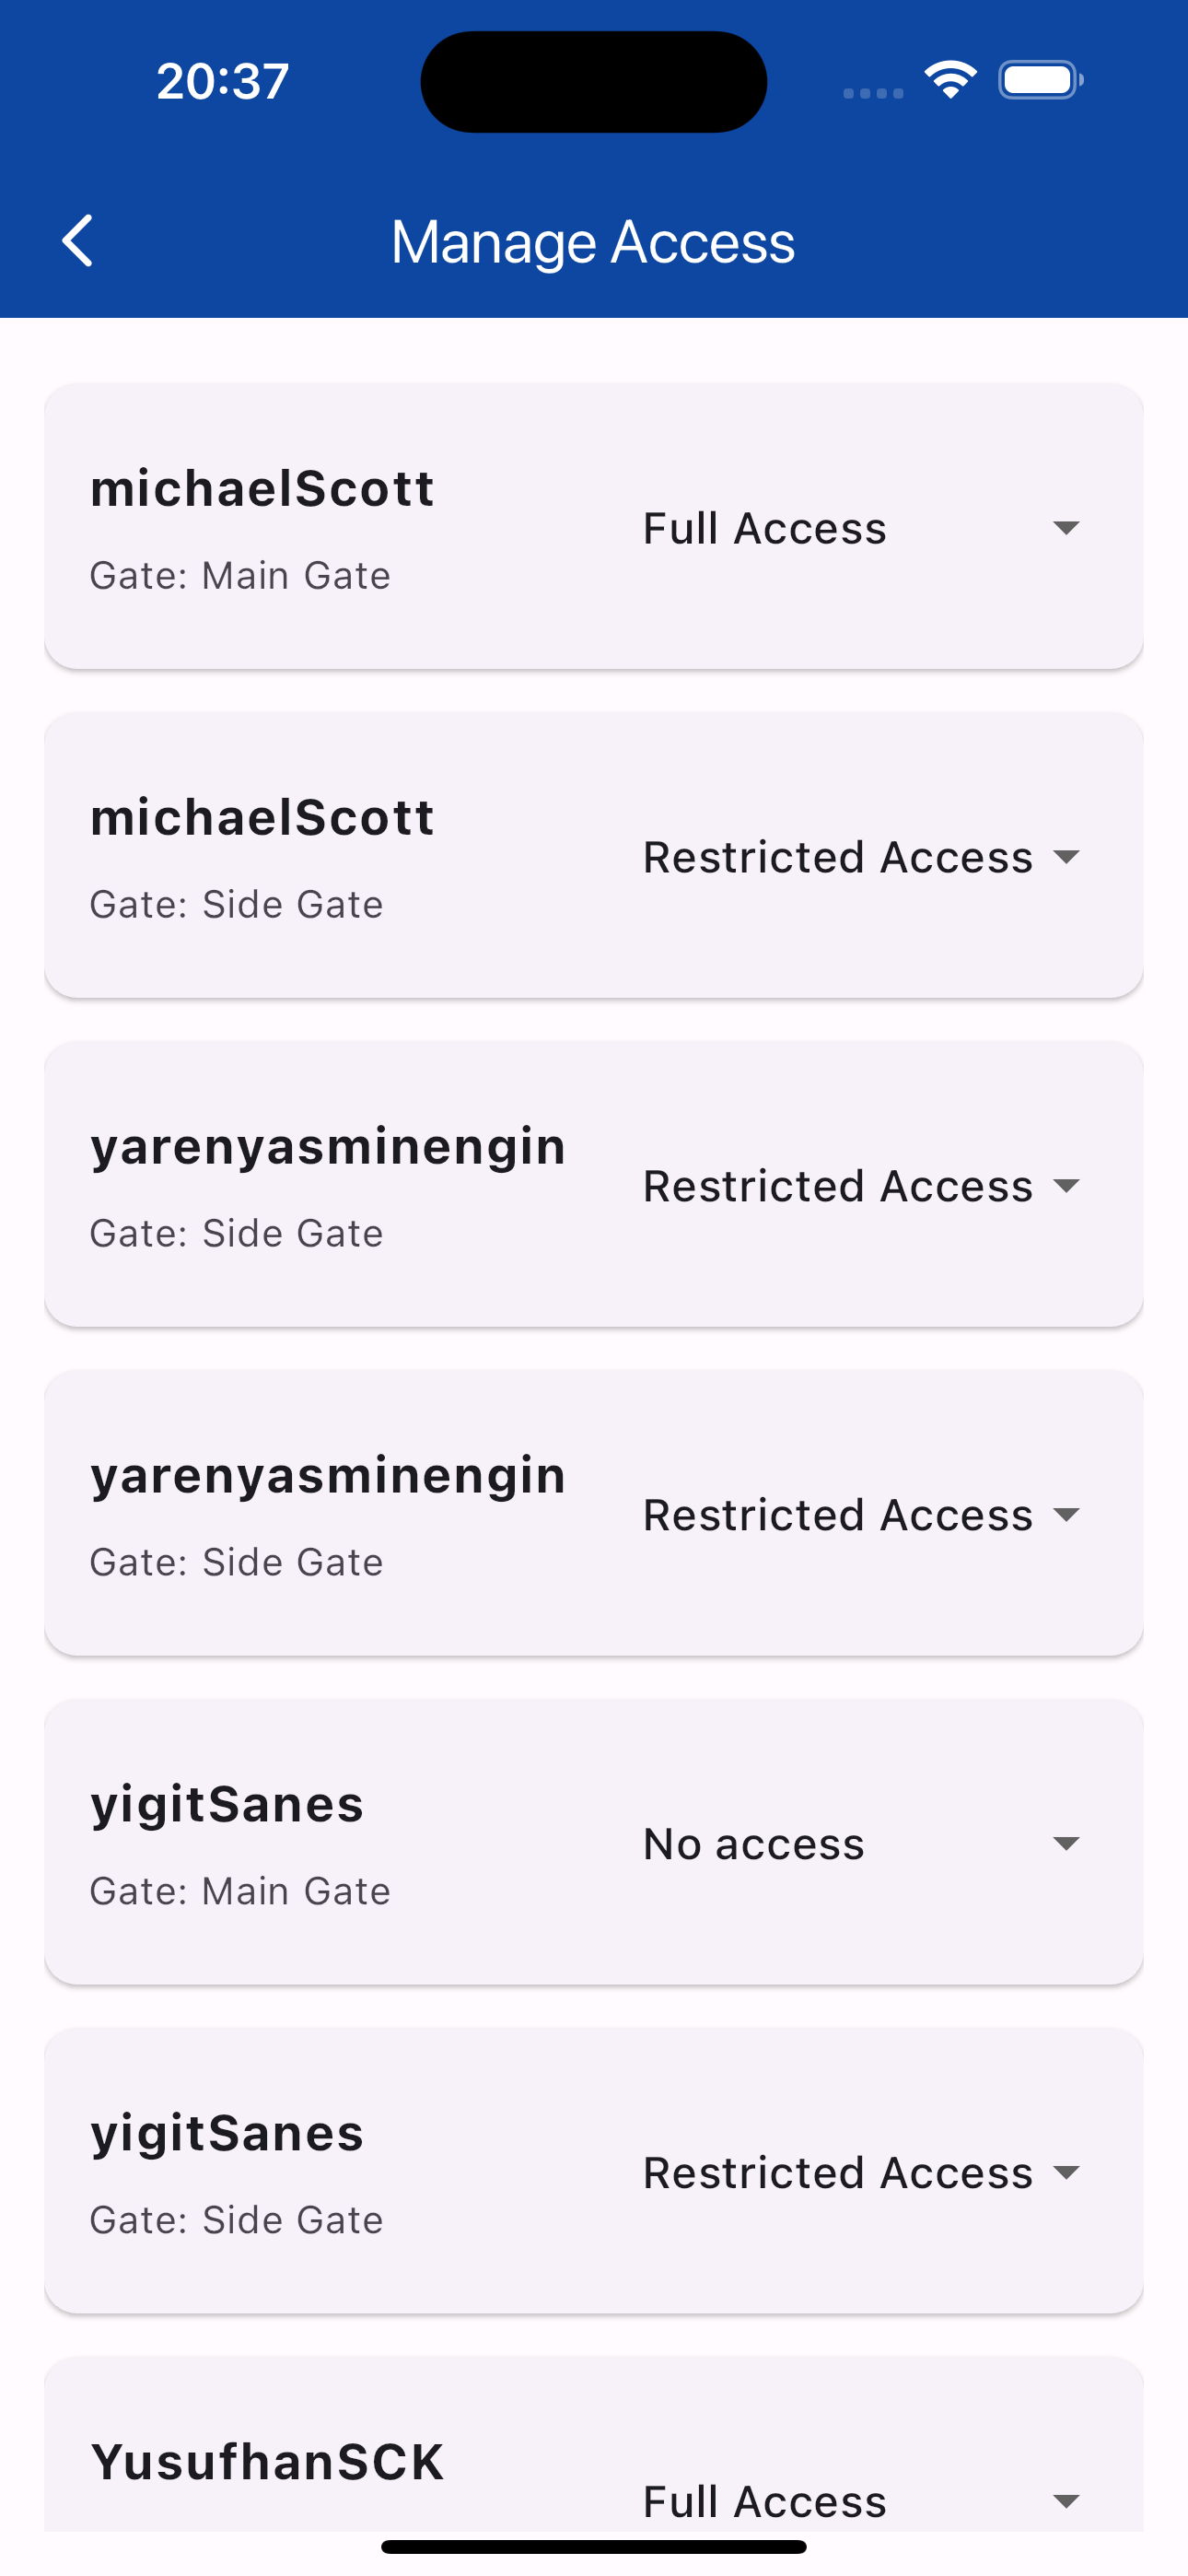 20:37
Manage Access
michaelScott
Full Access
Gate: Main Gate
michaelScott
Restricted Access
Gate: Side Gate
yarenyasminengin
Restricted Access
Gate: Side Gate
yarenyasminengin
Restricted Access
Gate: Side Gate
yigitSanes
No access
Gate: Main Gate
yigitSanes
Restricted Access
Gate: Side Gate
YusufhanSCK
Full Access